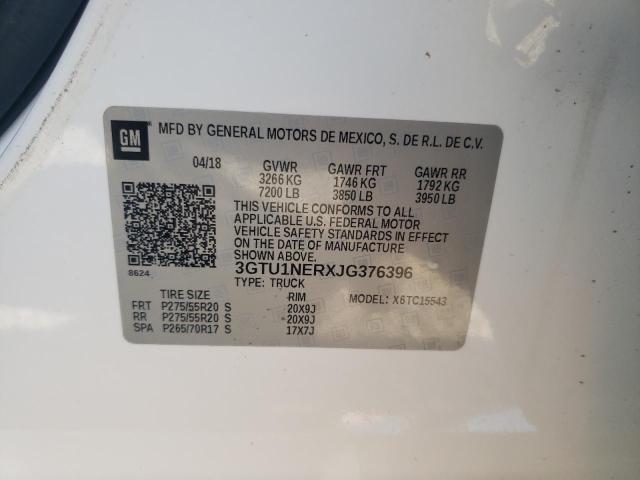 GM MFD BY GENERAL MOTORS DE MEXICO, S. DE R.L. DE C.V.
04/18 GVWR GAWR FRT GAWR RR
3266 KG 1746 KG 1792 KG
7200 LB 3850 LB 3950 LB
THIS VEHICLE CONFORMS TO ALL
APPLICABLE U.S. FEDERAL MOTOR
VEHICLE SAFETY STANDARDS IN EFFECT
ON THE DATE OF MANUFACTURE SHOWN ABOVE.
8624 3GTU1NERXJG376396
TYPE: TRUCK
TIRE SIZE RIM MODEL: X6TC15543
FRT P275/55R20 S 20X9J
RR P275/55R20 S 20X9J
SPA P265/70R17 S 17X7J